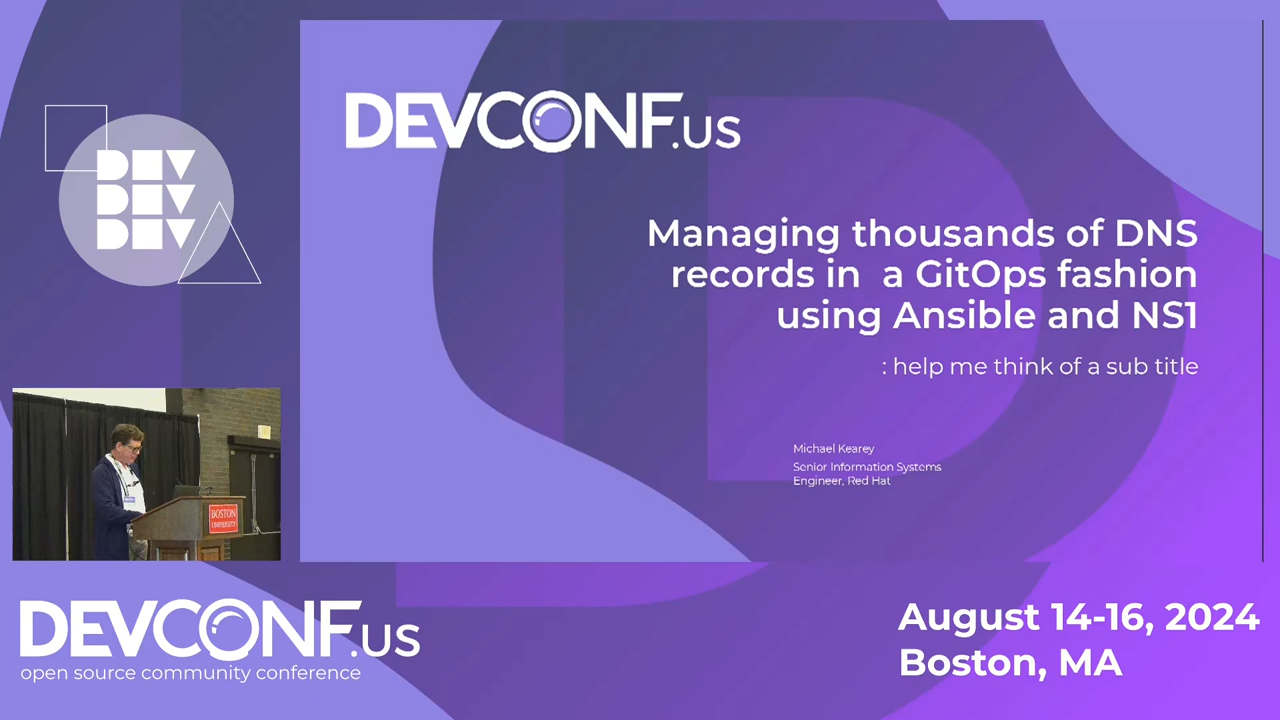 DEVCONF.us
DEV
DEV
DEV
Managing thousands of DNS
records in  a GitOps fashion
using Ansible and NS1
: help me think of a sub title
Michael Kearey
Senior Information Systems
Engineer, Red Hat
BOSTON
UNIVERSITY
DEVCONF.us
open source community conference
August 14-16, 2024
Boston, MA